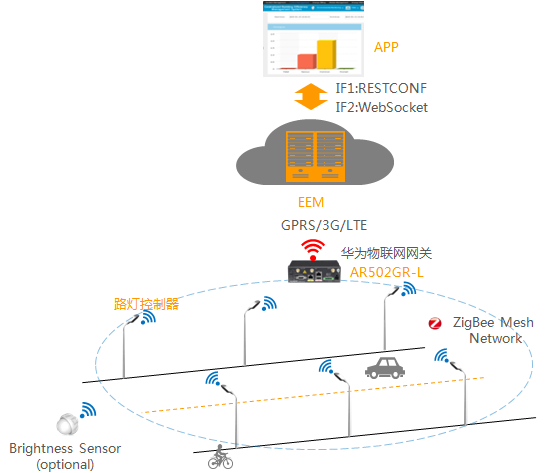 APP
IF1:RESTCONF
IF2:WebSocket
EEM
GPRS/3G/LTE
华为物联网网关
AR502GR-L
路灯控制器
ZigBee Mesh
Network
Brightness Sensor
(optional)